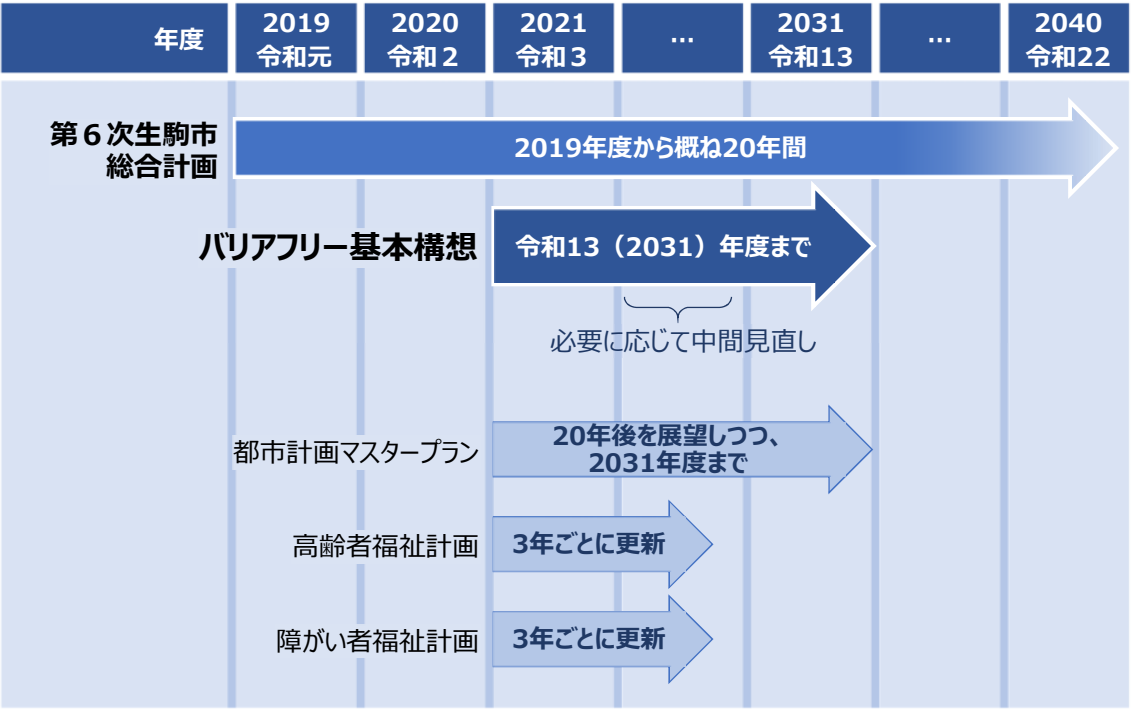 年度
2019
令和元
2020
令和２
2021
令和３
…
2031
令和13
…
2040
令和22
第６次生駒市
総合計画
2019年度から概ね20年間
バリアフリー基本構想
令和13（2031）年度まで
必要に応じて中間見直し
都市計画マスタープラン
20年後を展望しつつ、
2031年度まで
高齢者福祉計画
3年ごとに更新
障がい者福祉計画
3年ごとに更新